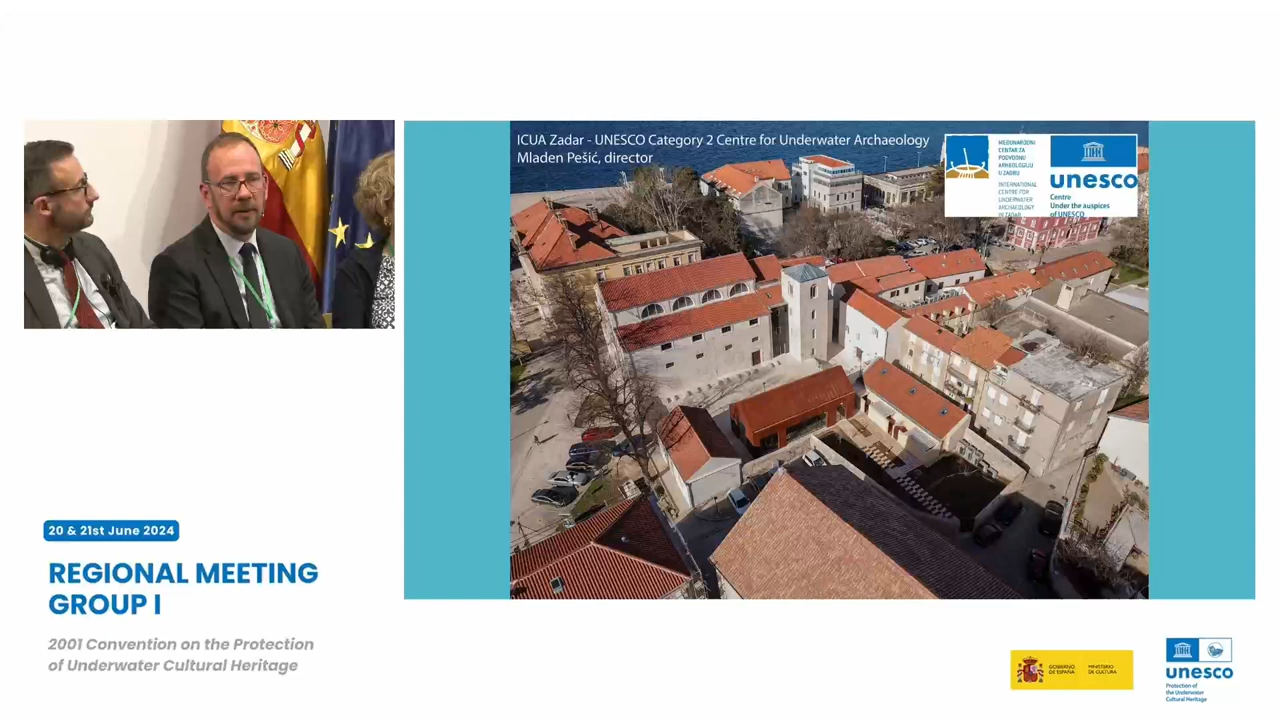 ICUA Zadar - UNESCO Category 2 Centre for Underwater Archaeology
Mladen Pešić, director
MEĐUNARODNI
CENTAR ZA
PODVODNU
ARHEOLOGIJU
U ZADRU
INTERNATIONAL
CENTRE FOR
UNDERWATER
ARCHAEOLOGY
IN ZADAR
unesco
Centre
Under the auspices
of UNESCO
20 & 21st June 2024
REGIONAL MEETING
GROUP I
2001 Convention on the Protection
of Underwater Cultural Heritage
GOBIERNO
DE ESPAÑA
MINISTERIO
DE CULTURA
unesco
Protection of
the Underwater
Cultural Heritage